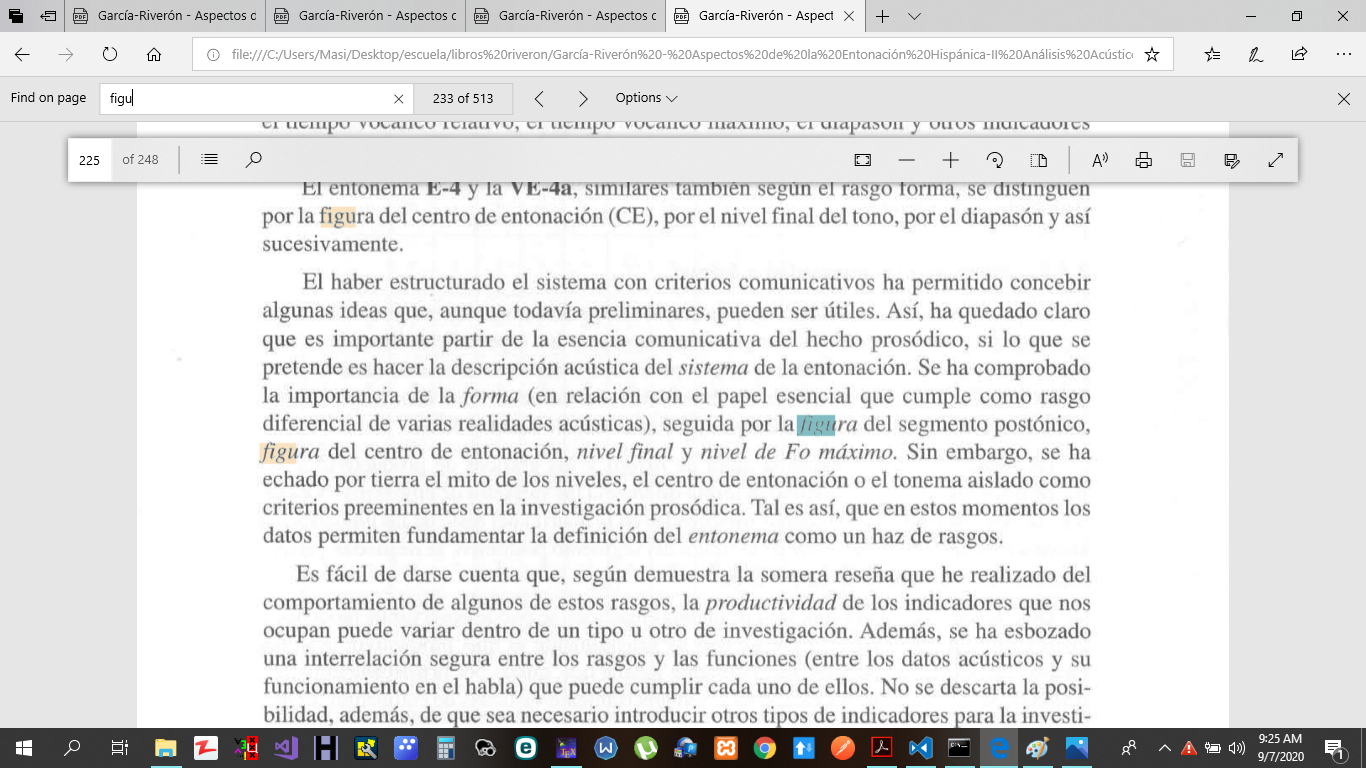 García-Riverón - Aspectos d
García-Riverón - Aspectos c
García-Riverón - Aspectos c
García-Riverón - Aspect
file:///C:/Users/Masi/Desktop/escuela/libros%20riveron/García-Riverón%20-%20Aspectos%20de%20la%20Entonación%20Hispánica-II%20Análisis%20Acústic
Find on page
figu
233 of 513
Options
el tiempo vocálico relativo, el tiempo vocálico máximo, el diapasón y otros indicadores
225
of 248
El entonema E-4 y la VE-4a, similares también según el rasgo forma, se distinguen
por la figura del centro de entonación (CE), por el nivel final del tono, por el diapasón y así
sucesivamente.
El haber estructurado el sistema con criterios comunicativos ha permitido concebir
algunas ideas que, aunque todavía preliminares, pueden ser útiles. Así, ha quedado claro
que es importante partir de la esencia comunicativa del hecho prosódico, si lo que se
pretende es hacer la descripción acústica del sistema de la entonación. Se ha comprobado
la importancia de la forma (en relación con el papel esencial que cumple como rasgo
diferencial de varias realidades acústicas), seguida por la figura del segmento postónico,
figura del centro de entonación, nivel final y nivel de Fo máximo. Sin embargo, se ha
echado por tierra el mito de los niveles, el centro de entonación o el tonema aislado como
criterios preeminentes en la investigación prosódica. Tal es así, que en estos momentos los
datos permiten fundamentar la definición del entonema como un haz de rasgos.
Es fácil de darse cuenta que, según demuestra la somera reseña que he realizado del
comportamiento de algunos de estos rasgos, la productividad de los indicadores que nos
ocupan puede variar dentro de un tipo u otro de investigación. Además, se ha esbozado
una interrelación segura entre los rasgos y las funciones (entre los datos acústicos y su
funcionamiento en el habla) que puede cumplir cada uno de ellos. No se descarta la posi-
bilidad, además, de que sea necesario introducir otros tipos de indicadores para la investi-
9:25 AM
9/7/2020